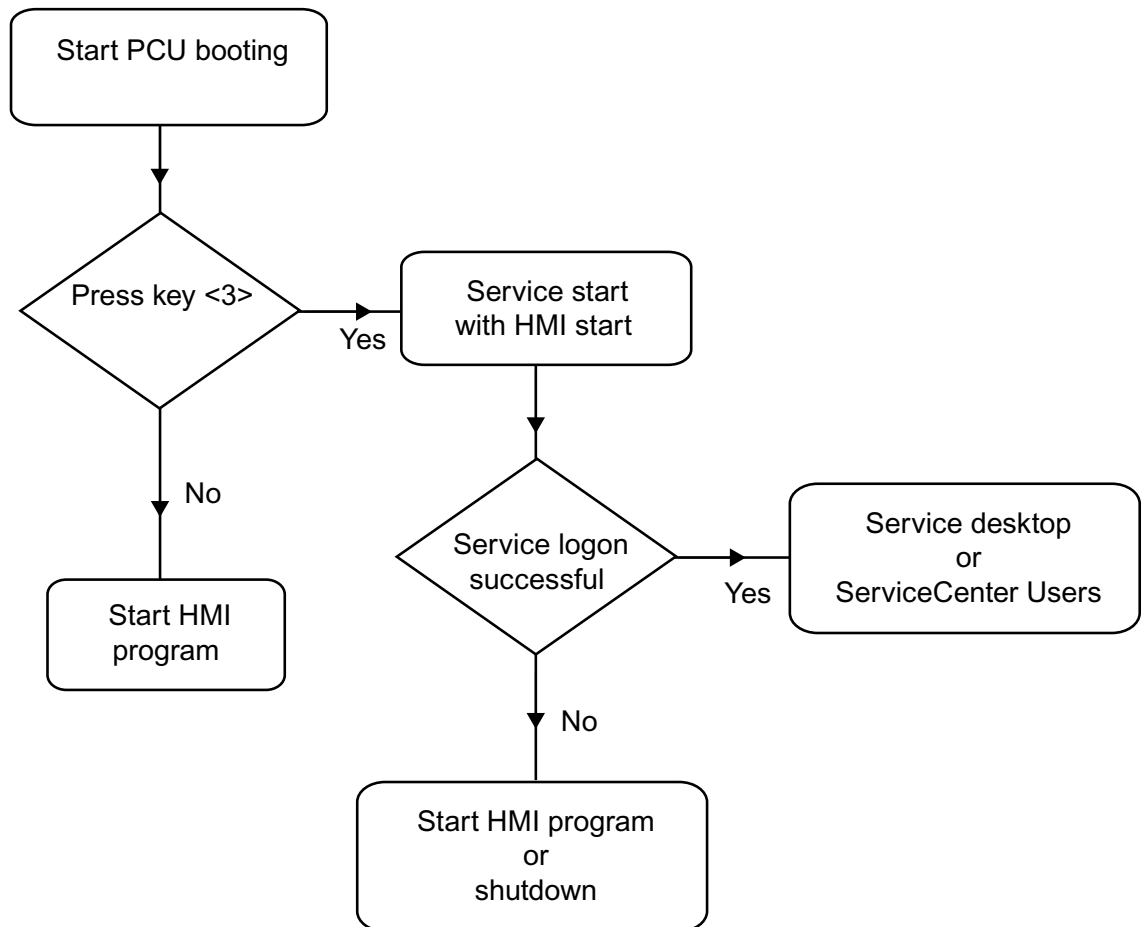 Start PCU booting
Press key <3>
Yes
Service start
with HMI start
No
Service logon
successful
Yes
Service desktop
or
ServiceCenter Users
Start HMI
program
No
Start HMI program
or
shutdown